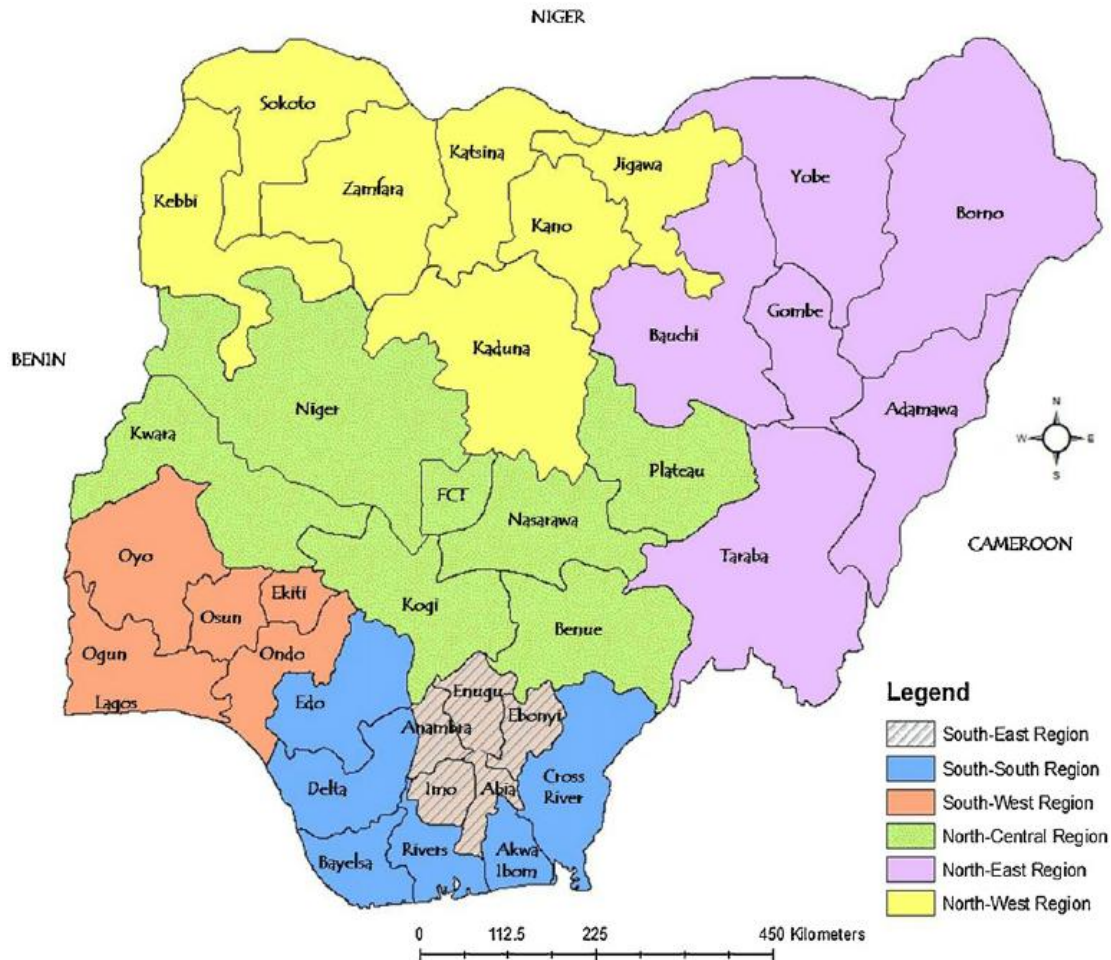 NIGER
Sokoto
Katsina
Jigawa
Yobe
Kebbi
Zamfara
Kano
Borno
Gombe
Bauchi
BENIN
Kaduna
Niger
Adamawa
N
W
E
S
Kwara
Plateau
FCT
Nasarawa
CAMEROON
Oyo
Taraba
Ekiti
Osun
Kogi
Benue
Ogun
Ondo
Lagos
Edo
Enugu
Ebonyi
Anambra
Delta
Imo
Abia
Cross
River
Bayelsa
Rivers
Akwa
Ibom
Legend
South-East Region
South-South Region
South-West Region
North-Central Region
North-East Region
North-West Region
0 112.5 225 450 Kilometers